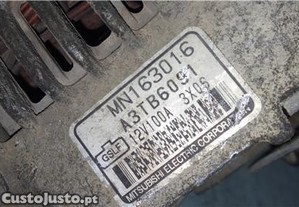 MN163016
A3TB6091
GSLF 12V100A 3X06
MITSUBISHI ELECTRIC CORPORA
CustoJusto.pt